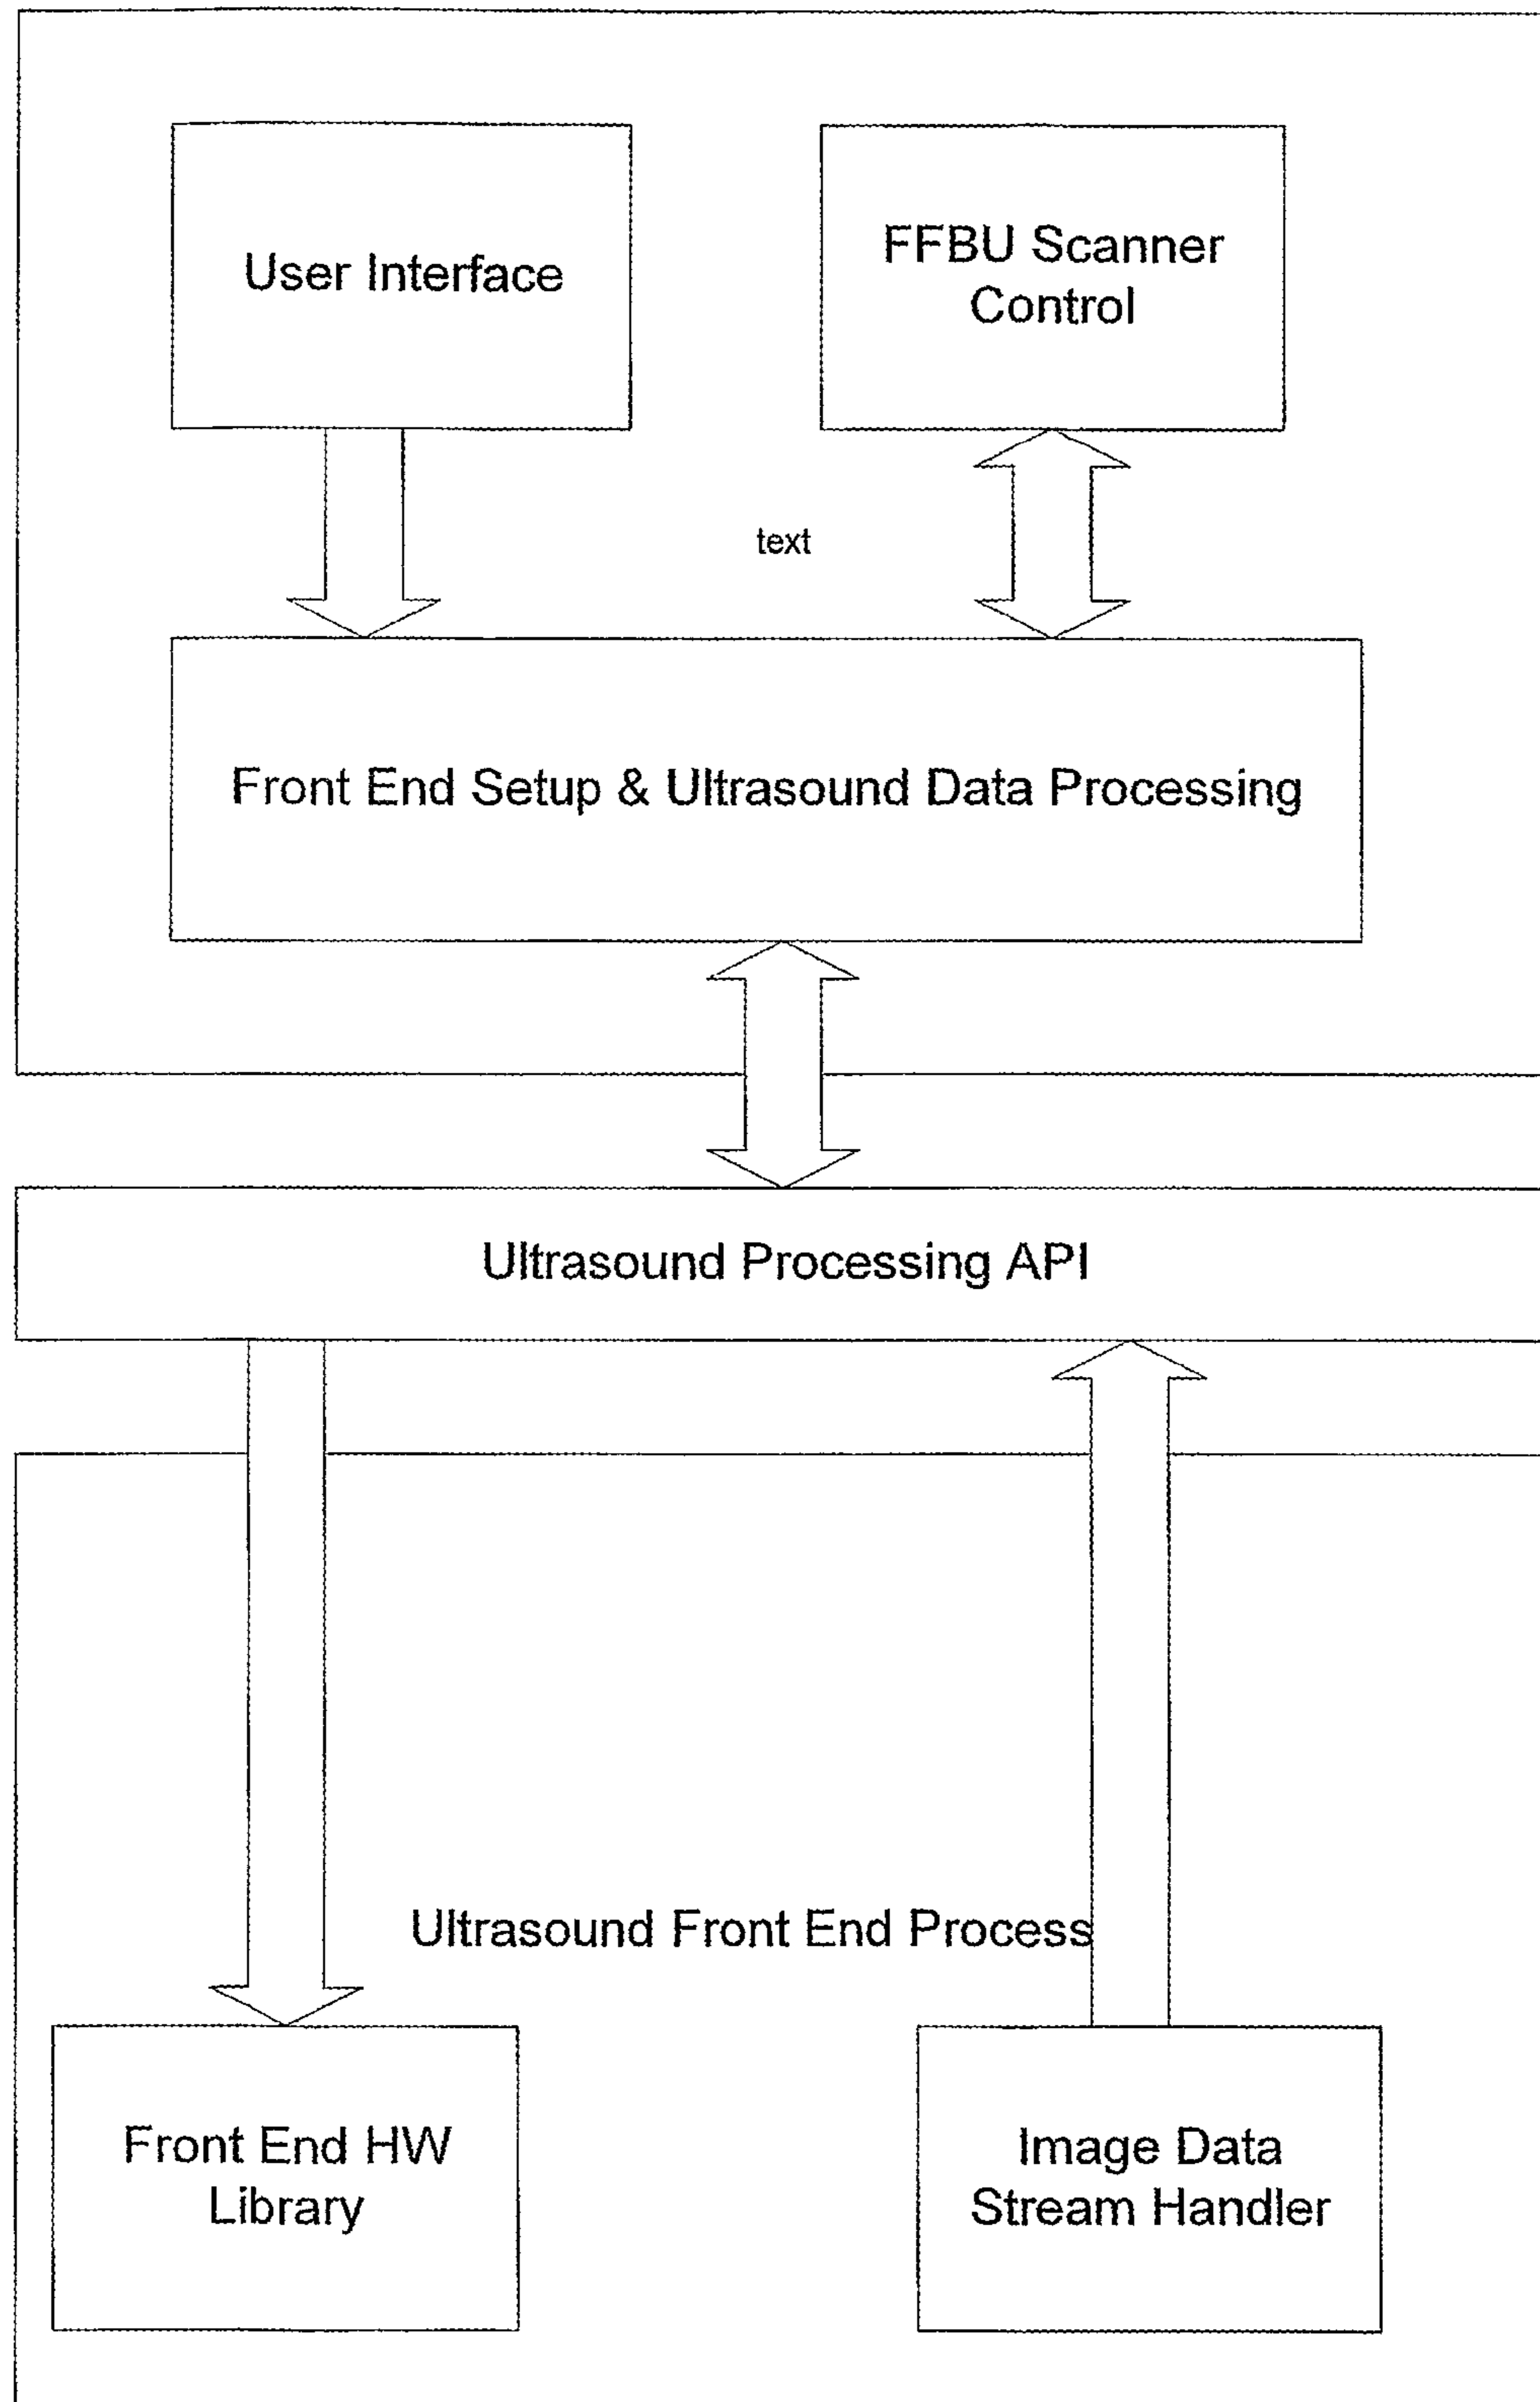 User Interface
FFBU Scanner
Control
text
Front End Setup & Ultrasound Data Processing
Ultrasound Processing API
Ultrasound Front End Process
Front End HW
Library
Image Data
Stream Handler